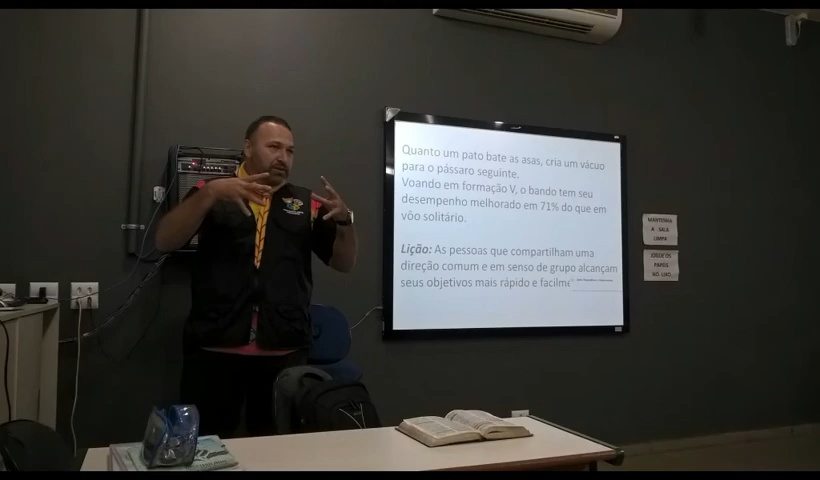 Quanto um pato bate as asas, cria um vácuo
para o pássaro seguinte.
Voando em formação V, o bando tem seu
desempenho melhorado em 71% do que em
vôo solitário.
Lição: As pessoas que compartilham uma
direção comum e em senso de grupo alcançam
seus objetivos mais rápido e facilme
MANTENHA
A SALA
LIMPA
JOGUE OS
PAPEIS
NO LIXO